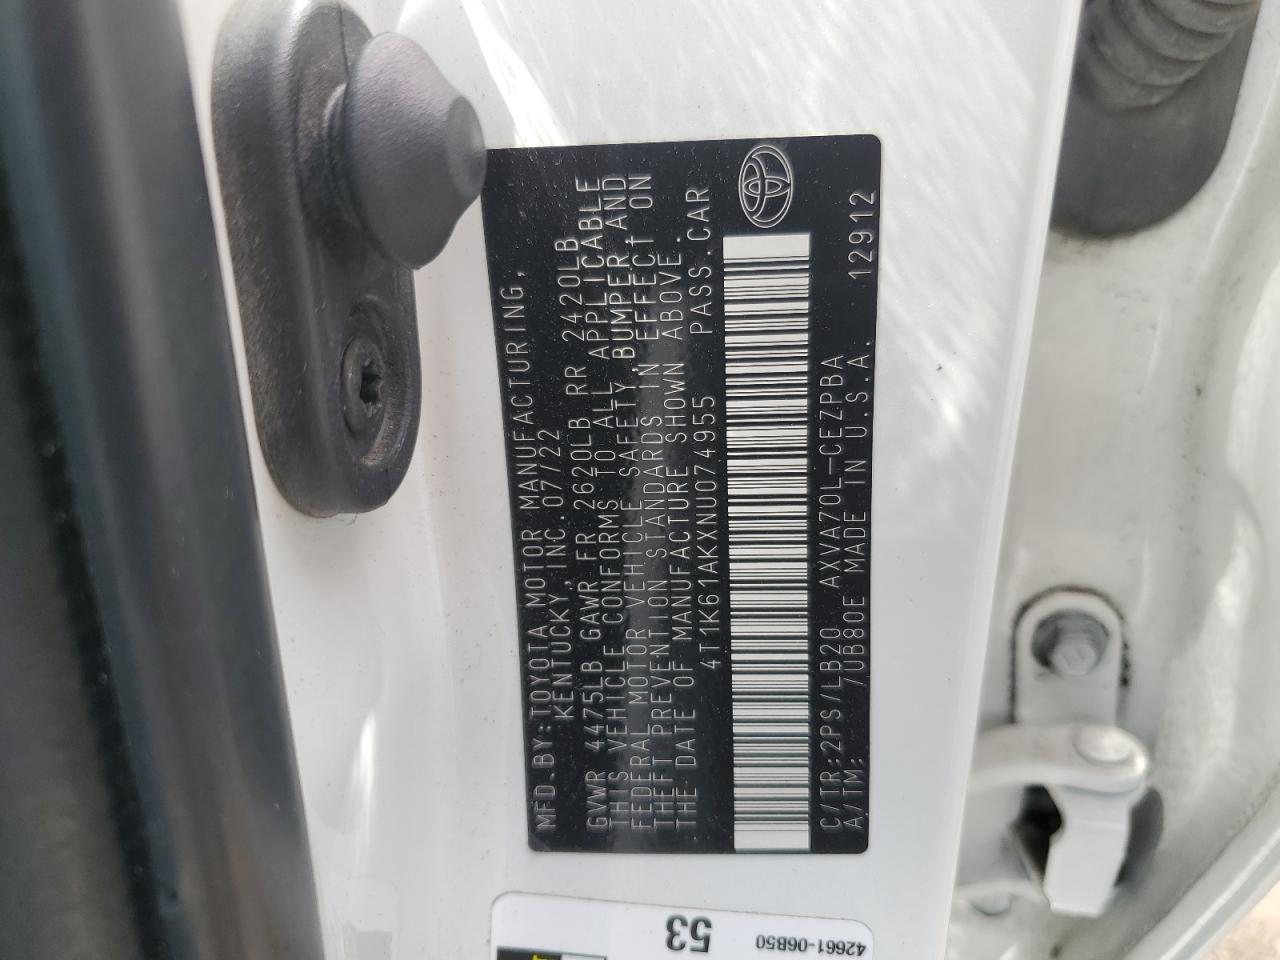 MFD.BY:TOYOTA MOTOR MANUFACTURING,
KENTUCKY, INC. 07/22
GVWR 4475LB GAWR FR 2620LB RR 2420LB
THIS VEHICLE CONFORMS TO ALL APPLICABLE
FEDERAL MOTOR VEHICLE SAFETY,BUMPER,AND
THEFT PREVENTION STANDARDS IN EFFECT ON
THE DATE OF MANUFACTURE SHOWN ABOVE.
4T1K61AKXNU074955 PASS.CAR
C/TR:2PS/LB20 AXVA70L-CEZPBA
A/TM: /UB80E MADE IN U.S.A. 12912
53
42661-06B50